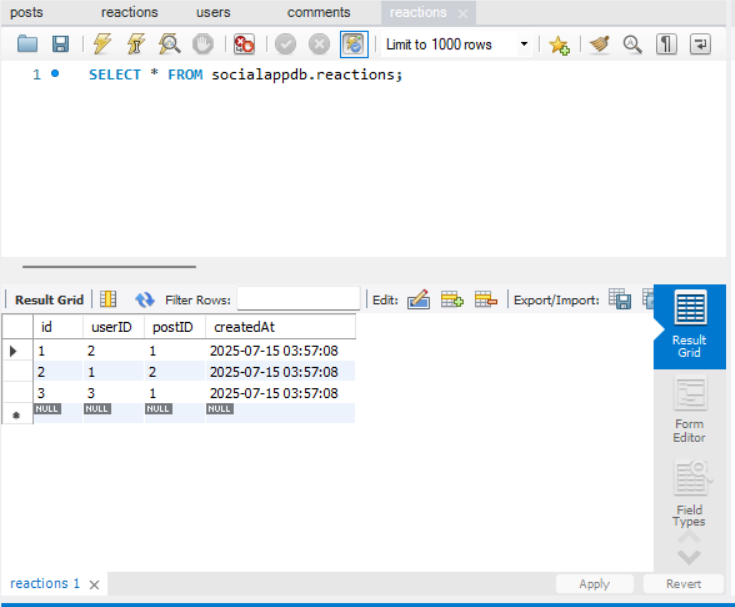 posts reactions users comments reactions
Limit to 1000 rows
1 SELECT * FROM socialappdb.reactions;
Result Grid Filter Rows: Edit: Export/Import:
id userID postID createdAt
1 2 1 2025-07-15 03:57:08
2 1 2 2025-07-15 03:57:08
3 3 1 2025-07-15 03:57:08
NULL NULL NULL NULL
Result
Grid
Form
Editor
Field
Types
reactions 1 Apply Revert